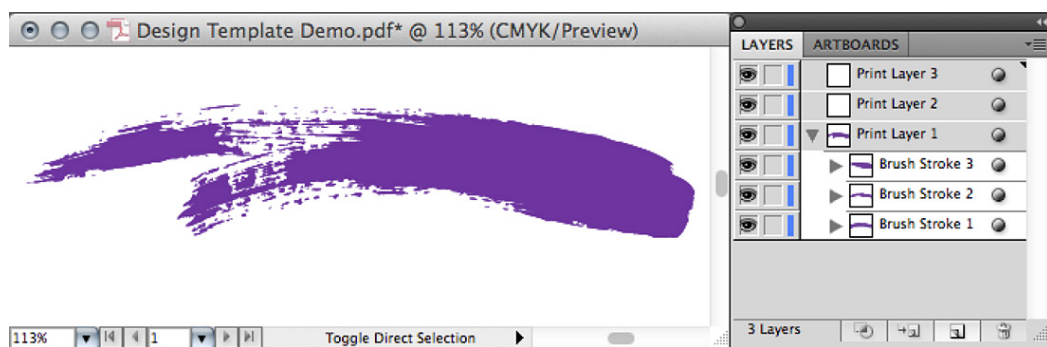 Design Template Demo.pdf* @ 113% (CMYK/Preview)
LAYERS ARTBOARDS
Print Layer 3
Print Layer 2
Print Layer 1
Brush Stroke 3
Brush Stroke 2
Brush Stroke 1
113% 1 Toggle Direct Selection
3 Layers